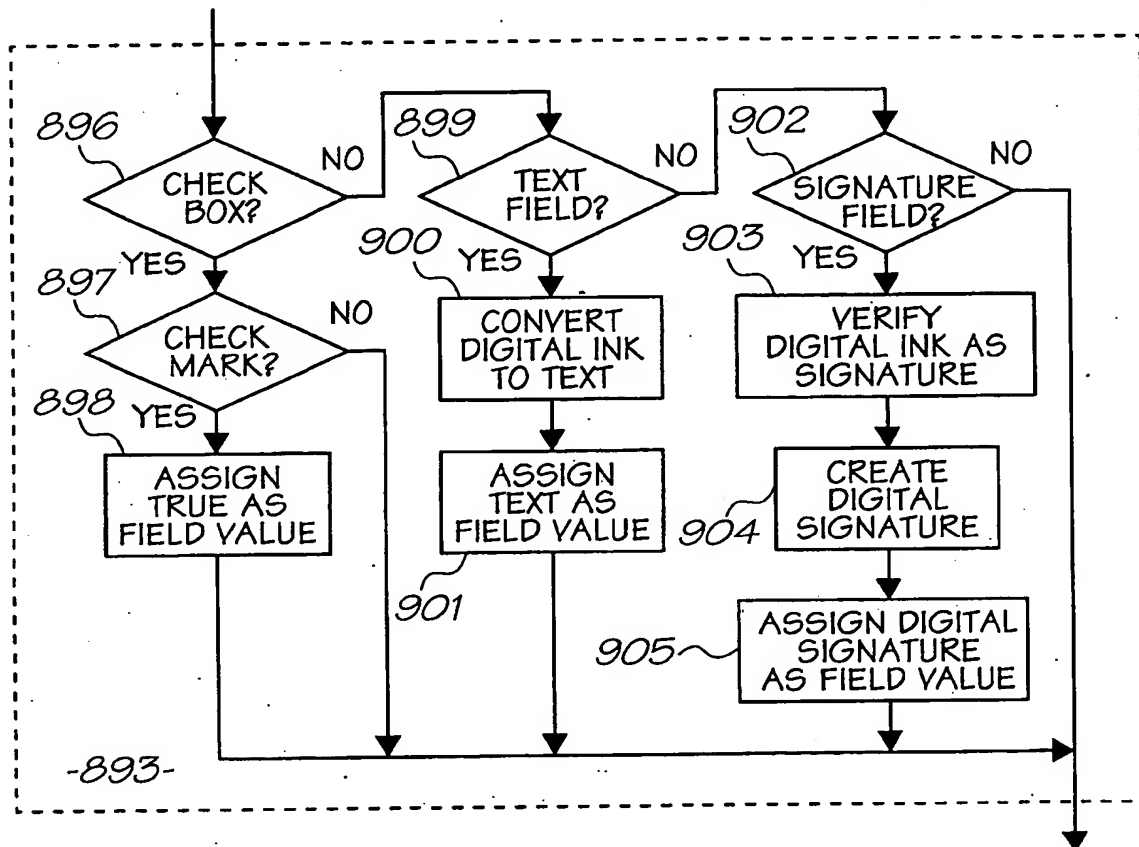 896
CHECK
BOX?
NO
YES
897
CHECK
MARK?
NO
YES
898
ASSIGN
TRUE AS
FIELD VALUE
899
TEXT
FIELD?
NO
YES
900
CONVERT
DIGITAL INK
TO TEXT
ASSIGN
TEXT AS
FIELD VALUE
901
902
SIGNATURE
FIELD?
NO
YES
903
VERIFY
DIGITAL INK AS
SIGNATURE
CREATE
DIGITAL
SIGNATURE
904
ASSIGN DIGITAL
SIGNATURE
AS FIELD VALUE
905
-893-